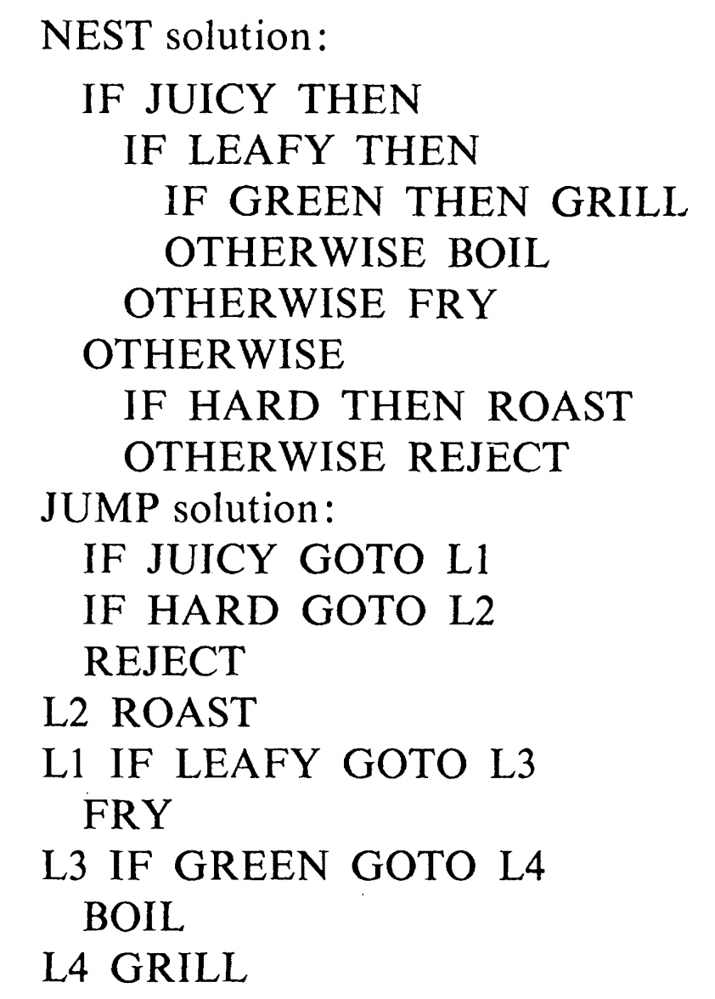 NEST solution:
IF JUICY THEN
IF LEAFY THEN
IF GREEN THEN GRILL
OTHERWISE BOIL
OTHERWISE FRY
OTHERWISE
IF HARD THEN ROAST
OTHERWISE REJECT
JUMP solution:
IF JUICY GOTO L1
IF HARD GOTO L2
REJECT
L2 ROAST
L1 IF LEAFY GOTO L3
FRY
L3 IF GREEN GOTO L4
BOIL
L4 GRILL